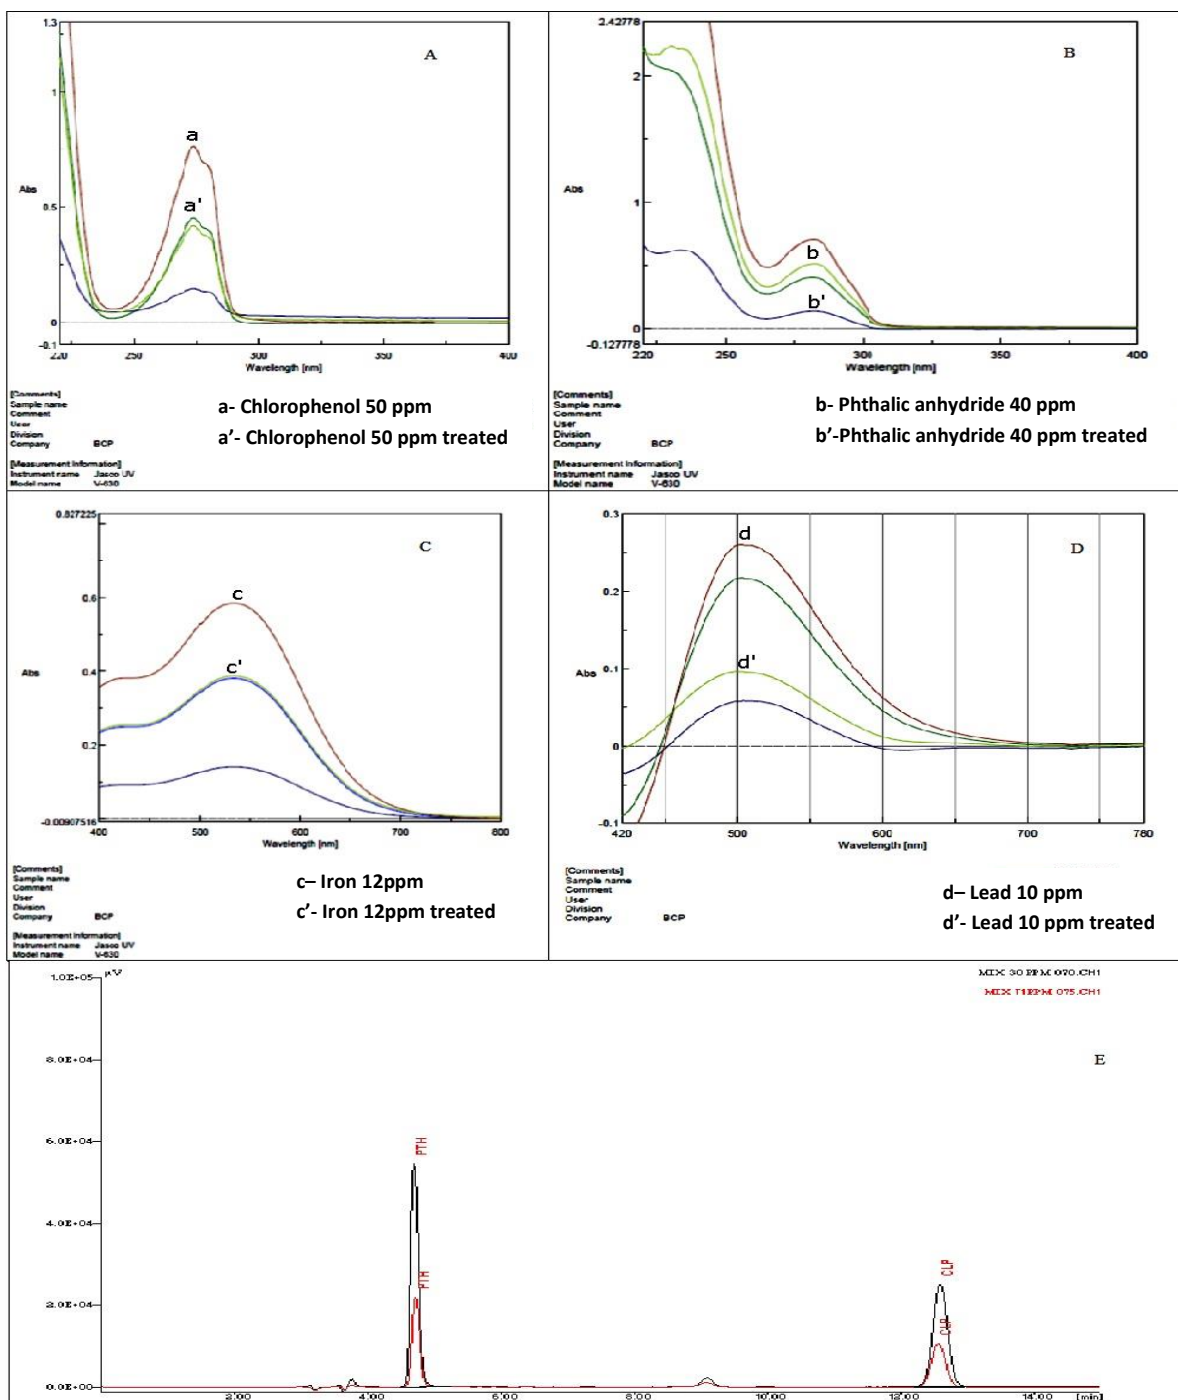 1.3
A
1
a
Abs
0.5
a'
0
-0.1
220
250
300
350
400
Wavelength [nm]
[Comments]
Sample name
Comment
User
Division
Company BCP
[Measurement Information]
Instrument name Jasco UV
Model name V-630
a- Chlorophenol 50 ppm
a'- Chlorophenol 50 ppm treated
2.42778
B
2
Abs
1
b
b'
0
-0.127778
220
250
300
350
400
Wavelength [nm]
[Comments]
Sample name
Comment
User
Division
Company BCP
[Measurement Information]
Instrument name Jasco UV
Model name V-630
b- Phthalic anhydride 40 ppm
b'-Phthalic anhydride 40 ppm treated
0.827225
C
0.6
c
0.4
c'
Abs
0.2
-0.00907516
400
500
600
700
800
Wavelength [nm]
[Comments]
Sample name
Comment
User
Division
Company BCP
[Measurement Information]
Instrument name Jasco UV
Model name V-630
c– Iron 12ppm
c'- Iron 12ppm treated
0.3
d
D
0.2
0.1
d'
Abs
0
-0.1
420
500
600
700
780
Wavelength [nm]
[Comments]
Sample name
Comment
User
Division
Company BCP
d– Lead 10 ppm
d'- Lead 10 ppm treated
1.0E+05
µV
MIX 30 PPM 070.CH1
075.CH1
E
8.0E+04
6.0E+04
PTH
4.0E+04
PTH
CLP
2.0E+04
CLP
0.0E+00
2.00
4.00
6.00
8.00
10.00
12.00
14.00
[min]